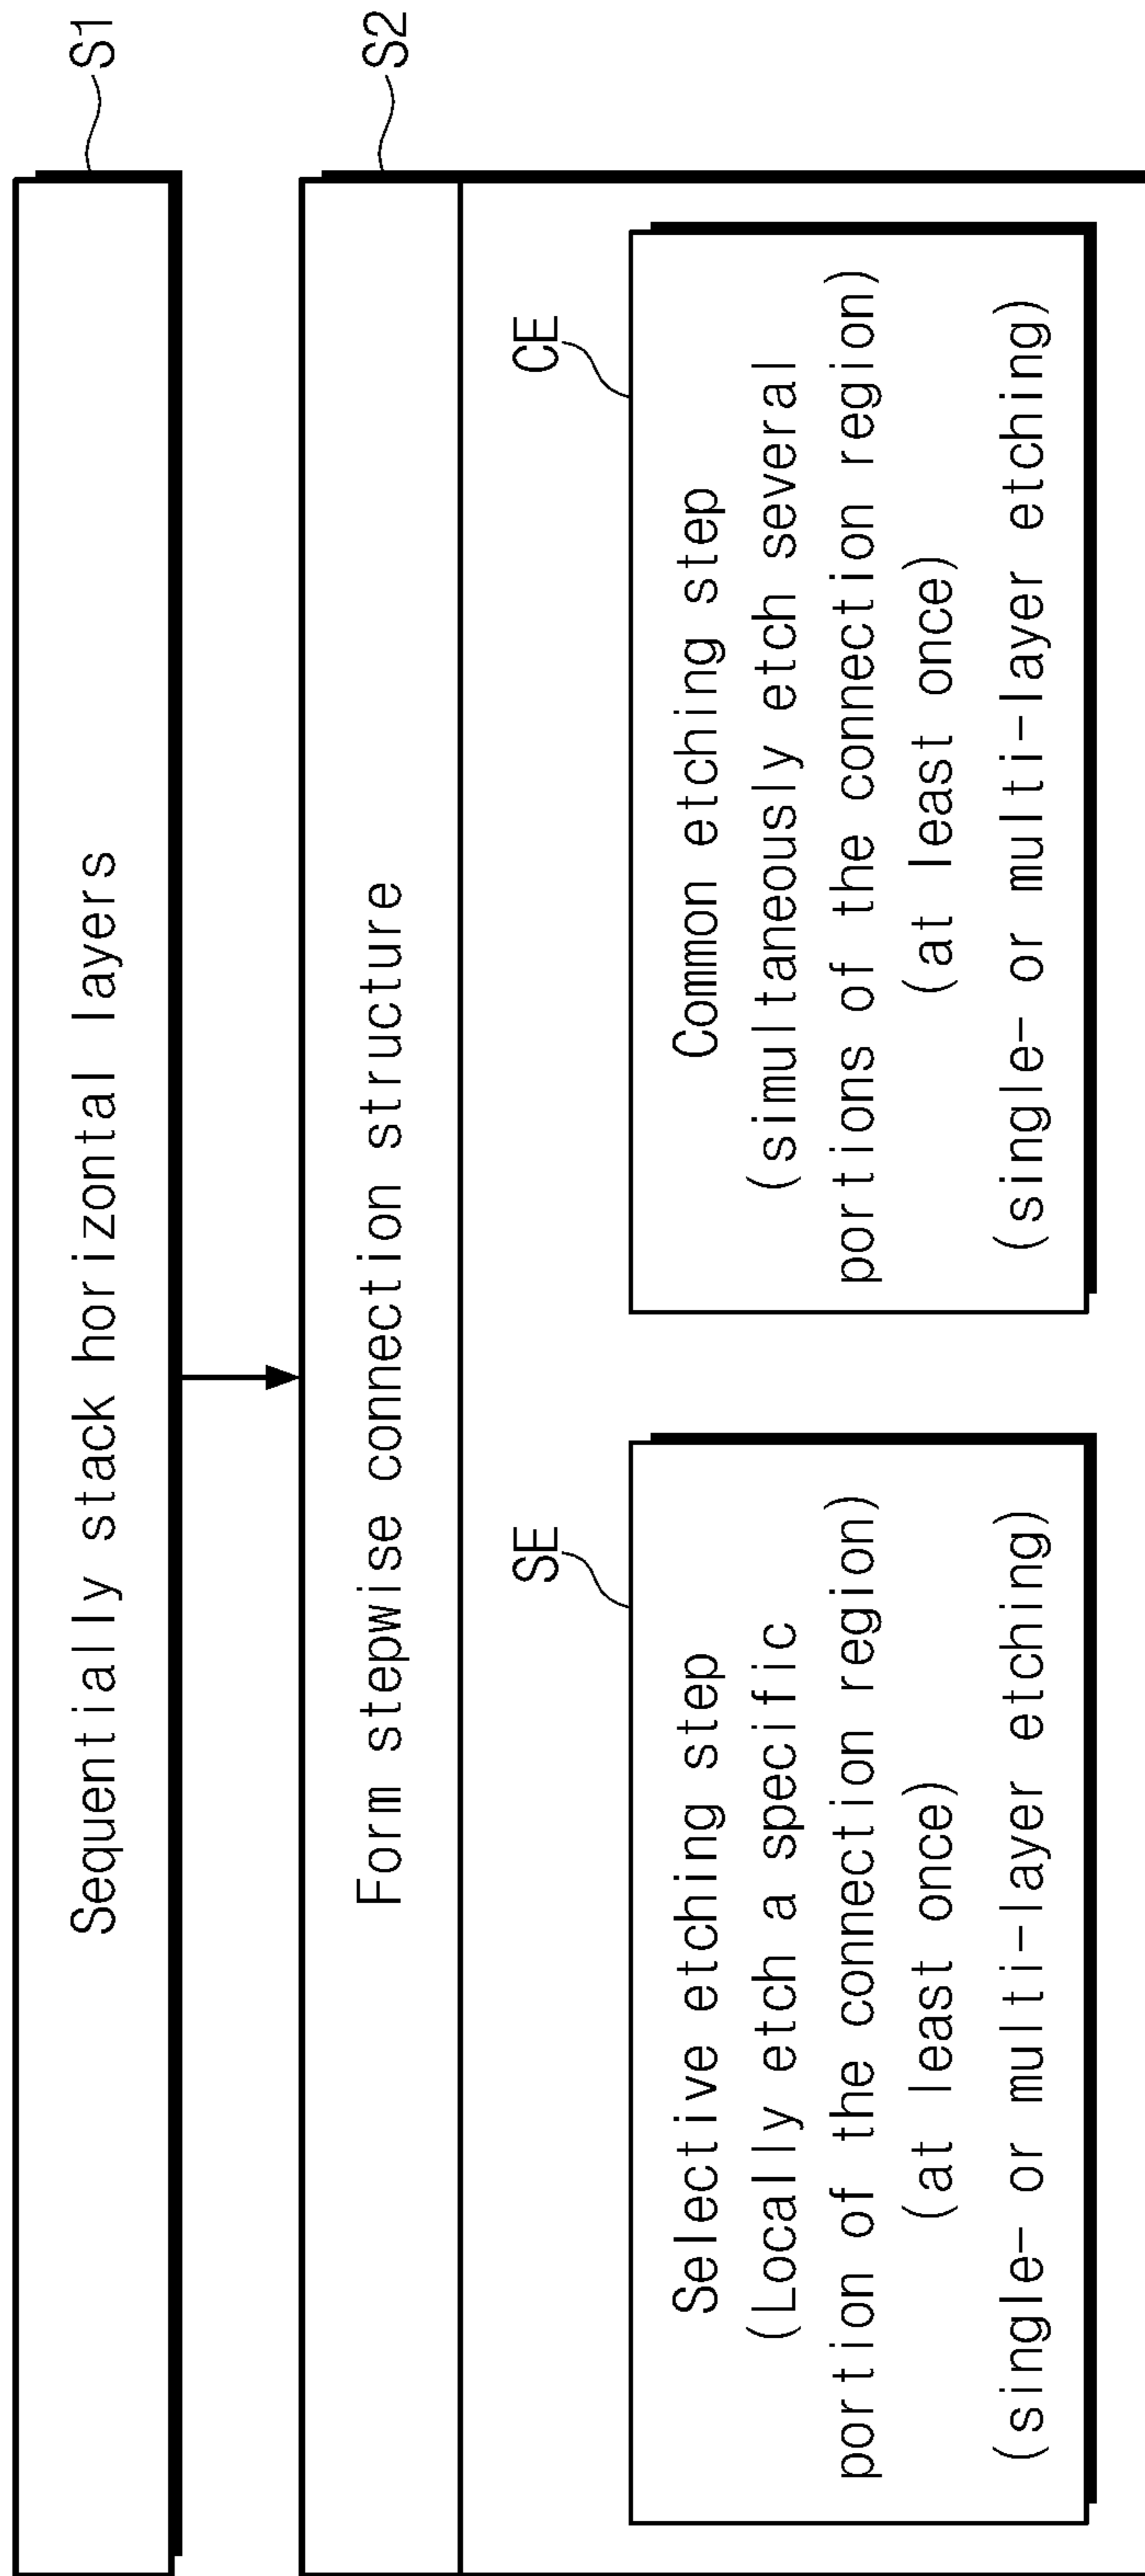 Sequentially stack horizontal layers
S1
Form stepwise connection structure
S2
SE
Selective etching step
(Locally etch a specific
portion of the connection region)
(at least once)
(single- or multi-layer etching)
CE
Common etching step
(simultaneously etch several
portions of the connection region)
(at least once)
(single- or multi-layer etching)